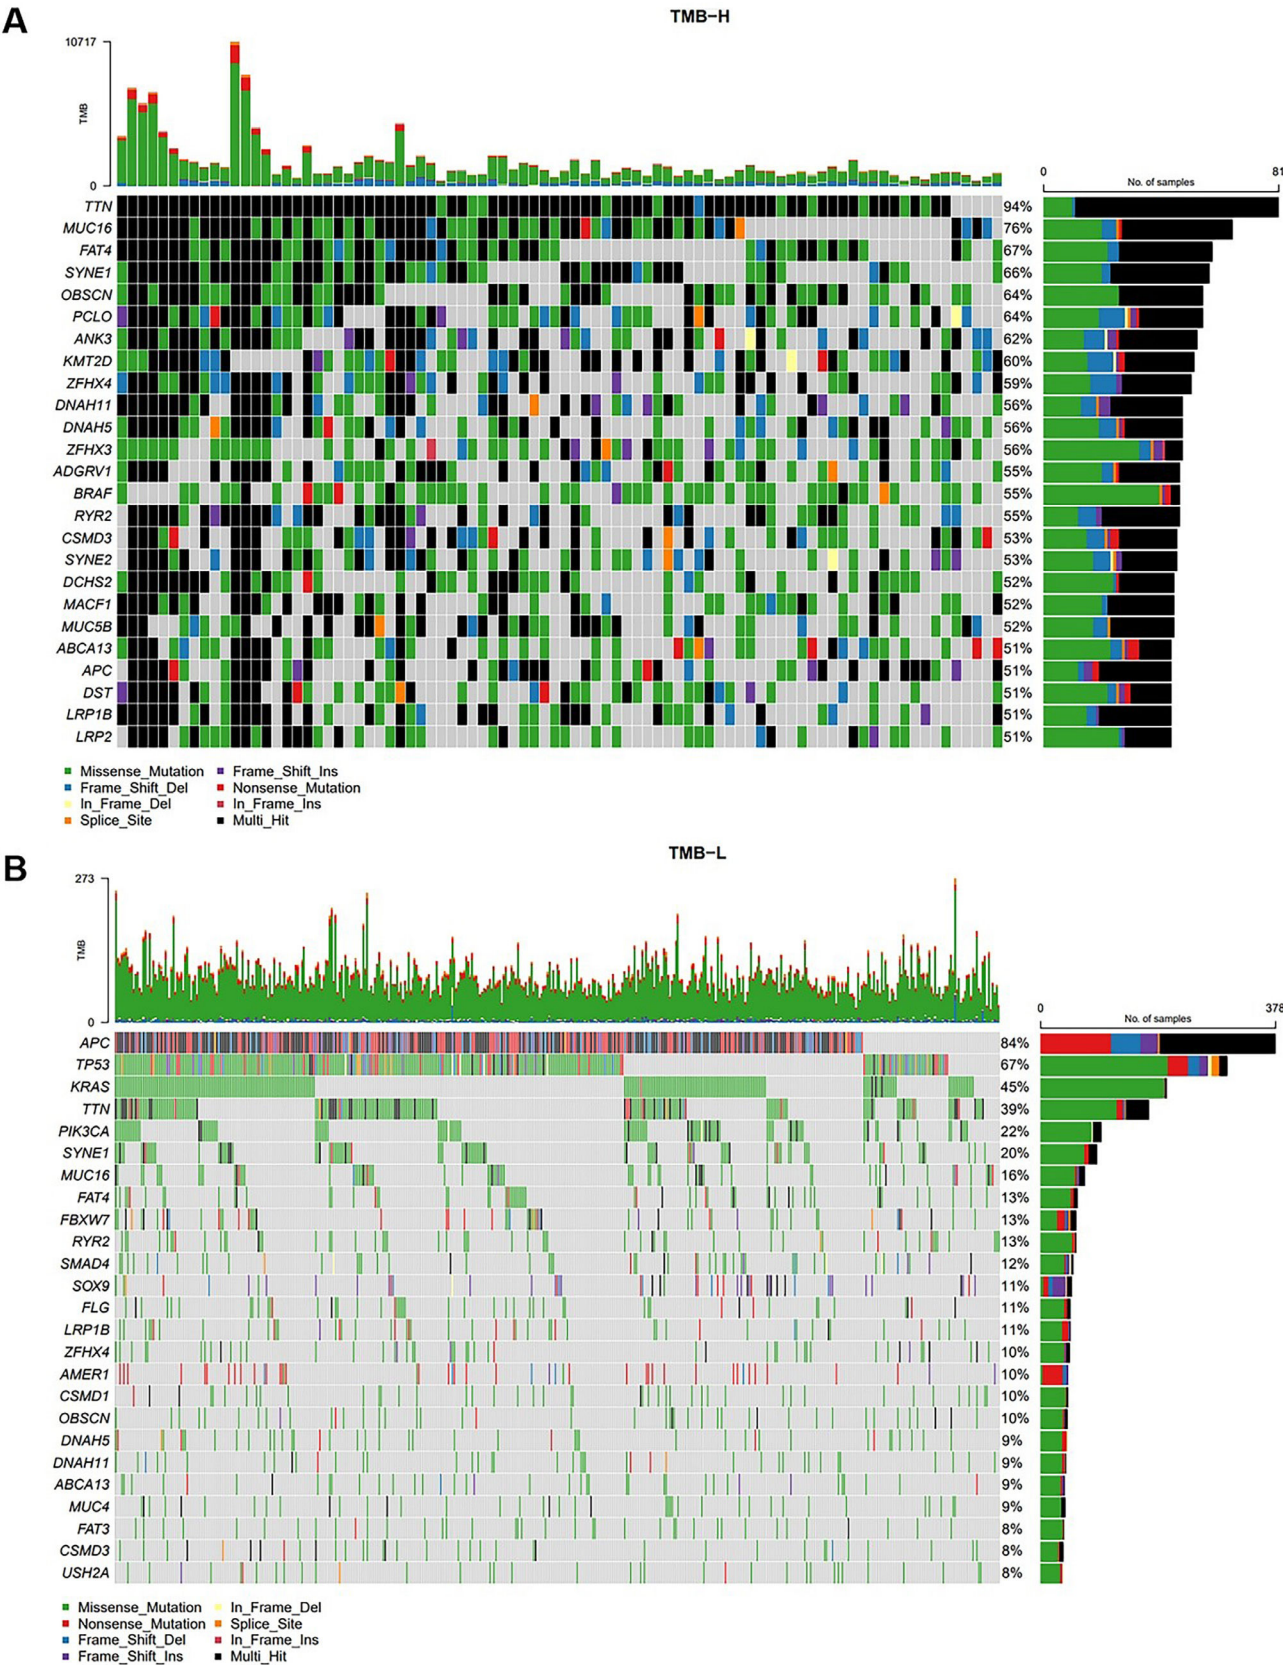 A
TMB-H
10717
TMB
0
0 81
No. of samples
TTN 94%
MUC16 76%
FAT4 67%
SYNE1 66%
OBSCN 64%
PCLO 64%
ANK3 62%
KMT2D 60%
ZFHX4 59%
DNAH11 56%
DNAH5 56%
ZFHX3 56%
ADGRV1 55%
BRAF 55%
RYR2 55%
CSMD3 53%
SYNE2 53%
DCHS2 52%
MACF1 52%
MUC5B 52%
ABCA13 51%
APC 51%
DST 51%
LRP1B 51%
LRP2 51%
Missense_Mutation Frame_Shift_Ins
Frame_Shift_Del Nonsense_Mutation
In_Frame_Del In_Frame_Ins
Splice_Site Multi_Hit
B
TMB-L
273
TMB
0
0 378
No. of samples
APC 84%
TP53 67%
KRAS 45%
TTN 39%
PIK3CA 22%
SYNE1 20%
MUC16 16%
FAT4 13%
FBXW7 13%
RYR2 13%
SMAD4 12%
SOX9 11%
FLG 11%
LRP1B 11%
ZFHX4 10%
AMER1 10%
CSMD1 10%
OBSCN 10%
DNAH5 9%
DNAH11 9%
ABCA13 9%
MUC4 9%
FAT3 8%
CSMD3 8%
USH2A 8%
Missense_Mutation In_Frame_Del
Nonsense_Mutation Splice_Site
Frame_Shift_Del In_Frame_Ins
Frame_Shift_Ins Multi_Hit